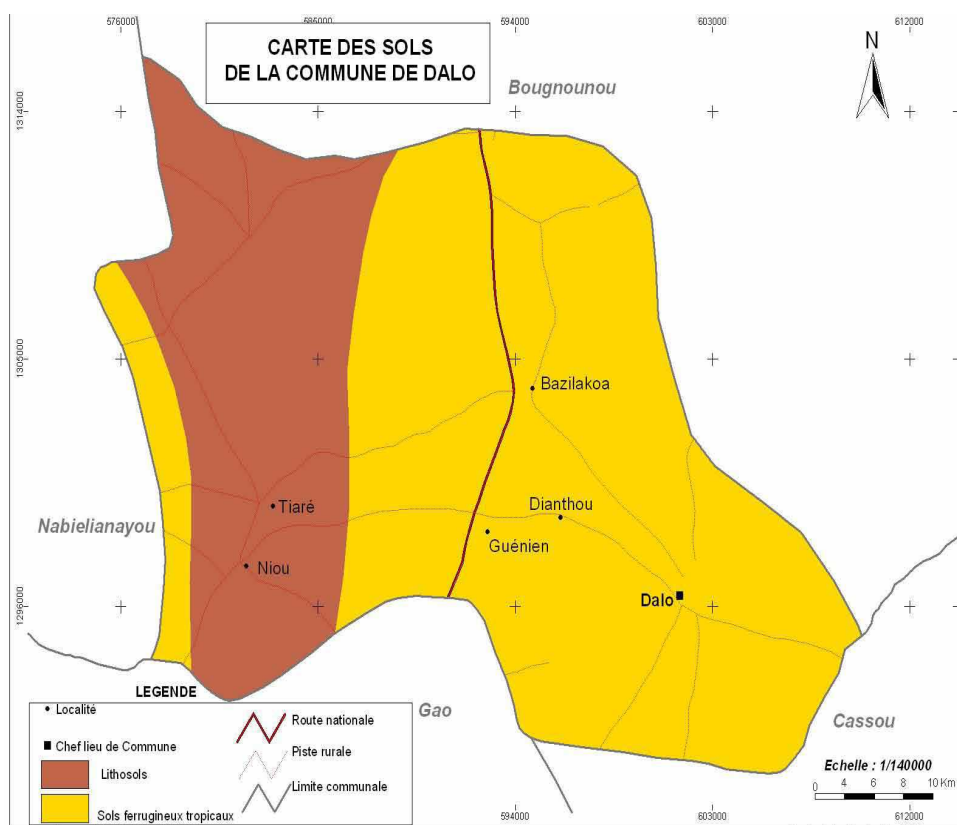 576000
585000
594000
603000
612000
CARTE DES SOLS
DE LA COMMUNE DE DALO
N
Bougnounou
1314000
1305000
1296000
Bazilakoa
Tiaré
Dianthou
Nabielianayou
Guénien
Niou
Dalo
Gao
Cassou
LEGENDE
Localité
Chef lieu de Commune
Lithosols
Sols ferrugineux tropicaux
Route nationale
Piste rurale
Limite communale
Echelle : 1/140000
0 4 6 8 10 Km
594000
603000
612000